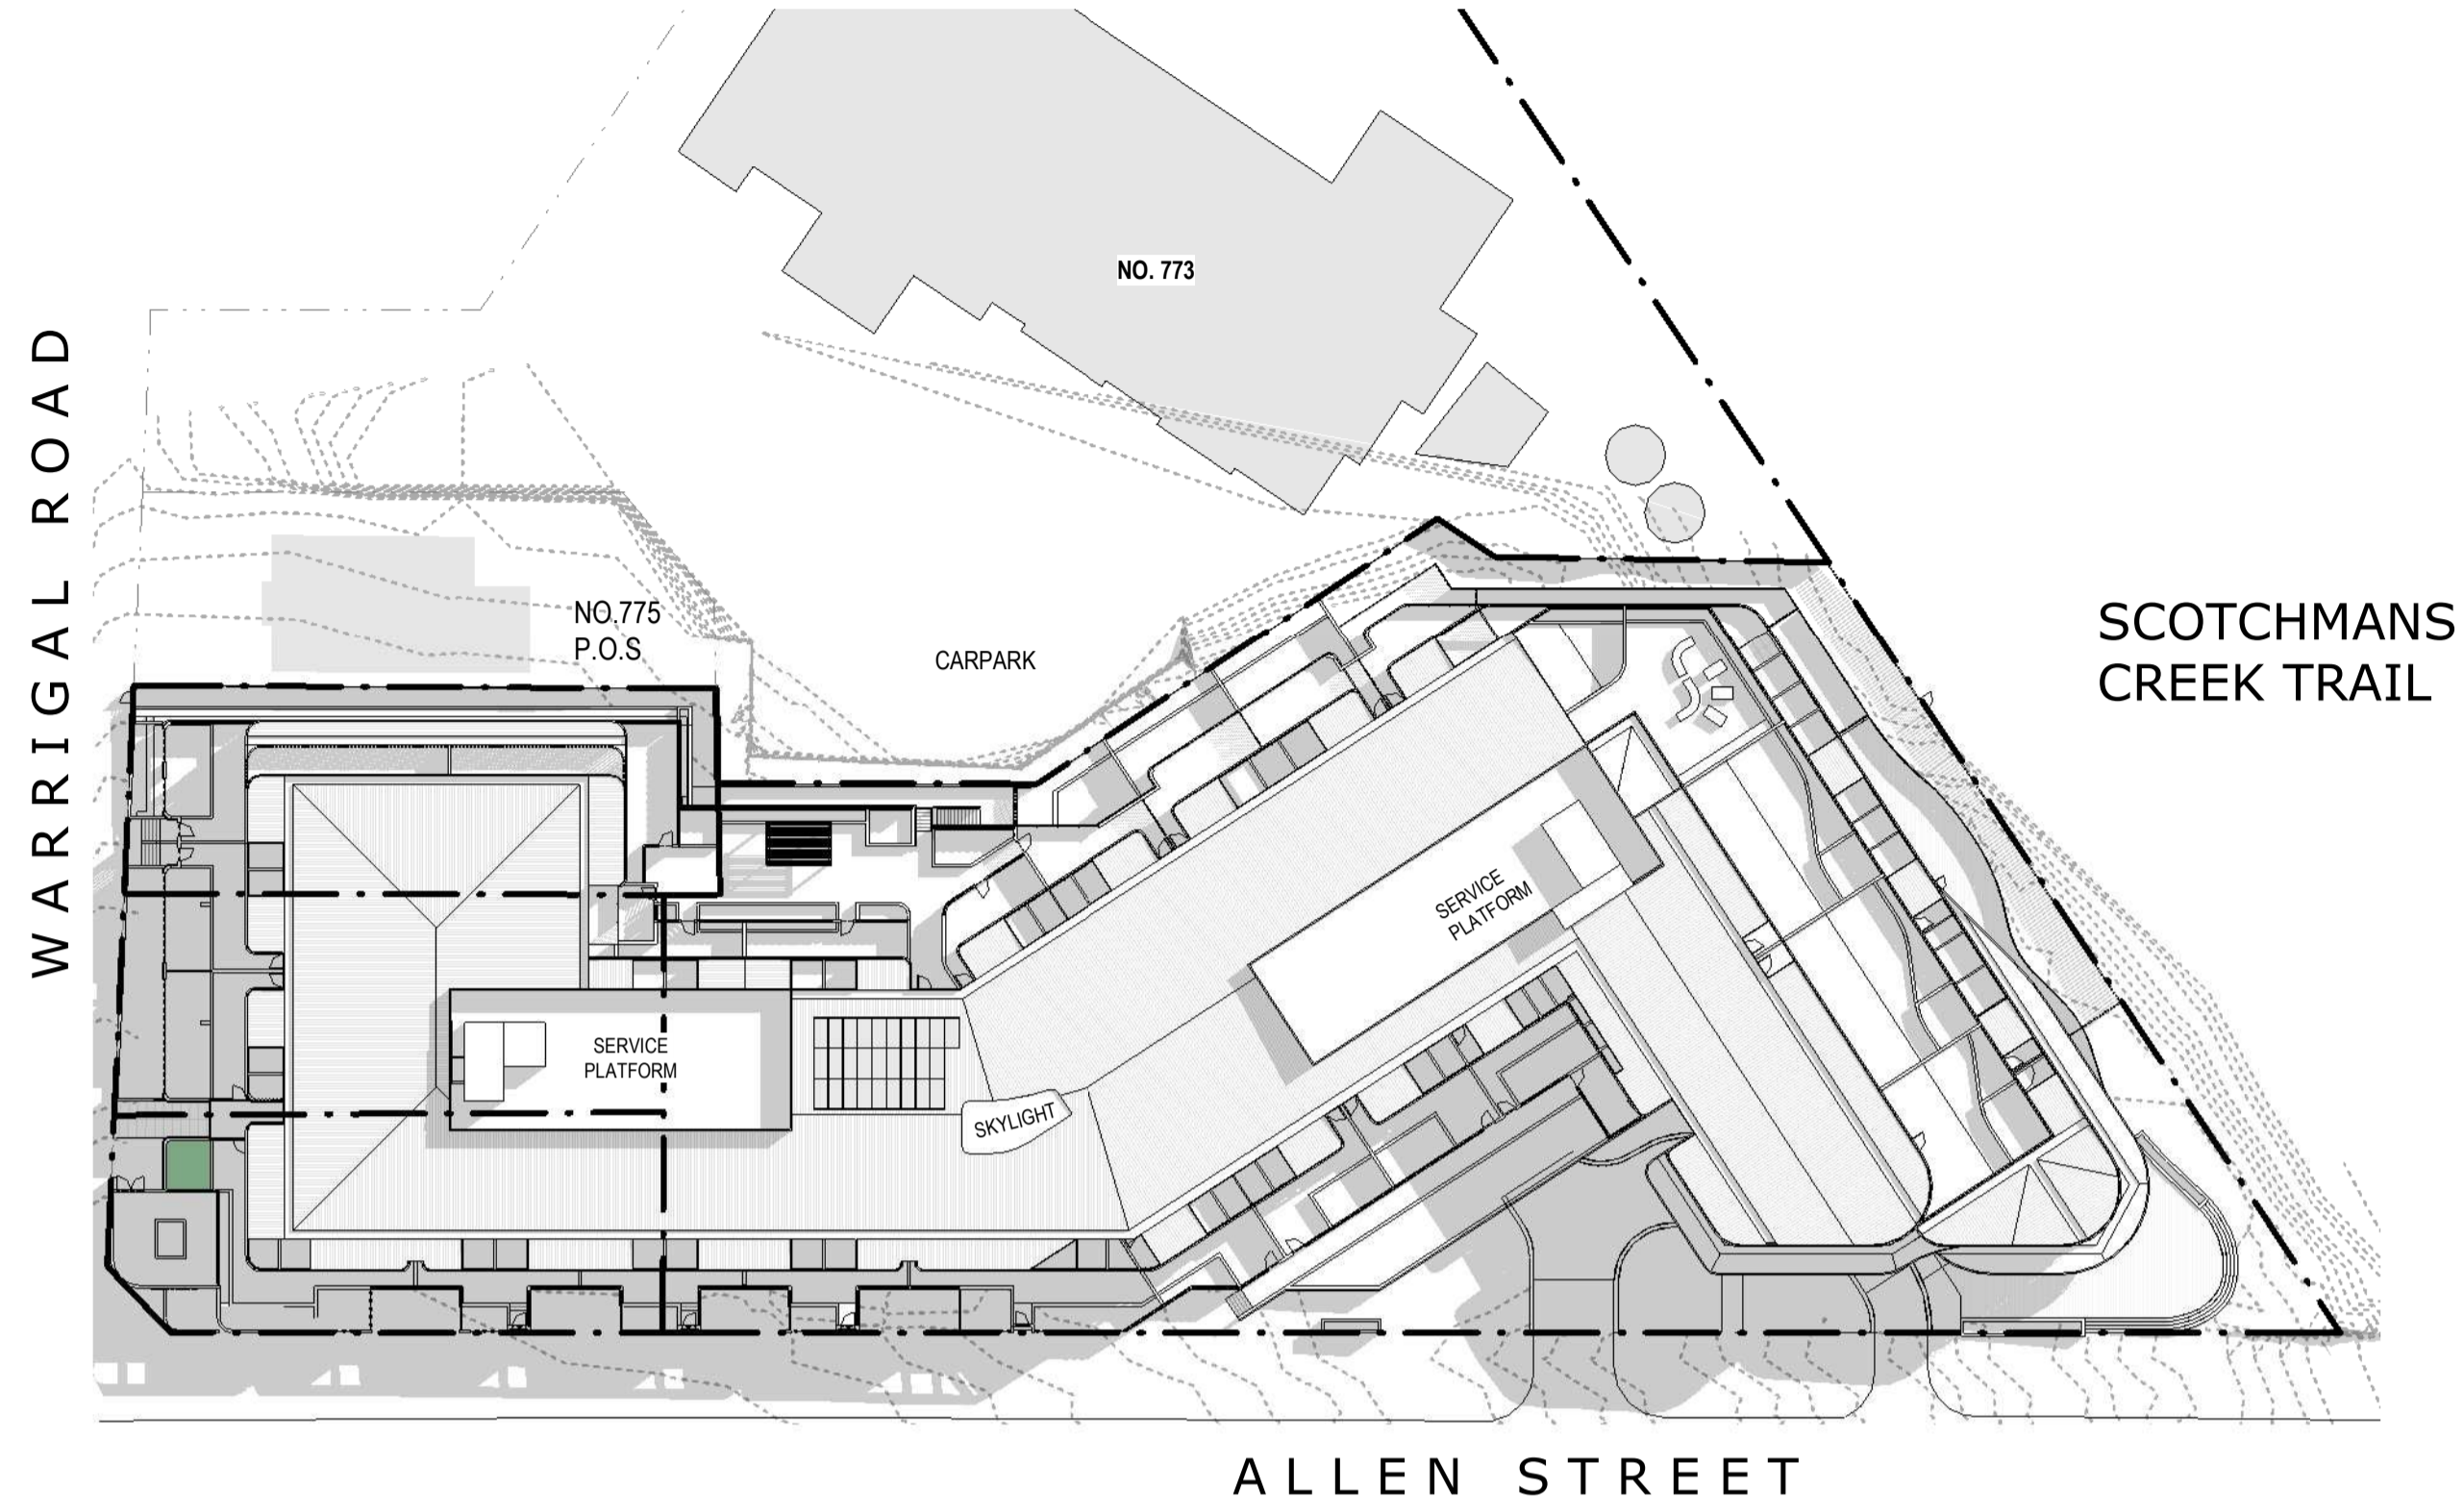 NO. 773
WARRIGAL ROAD
NO.775
P.O.S
CARPARK
SCOTCHMANS
CREEK TRAIL
SERVICE
PLATFORM
SERVICE
PLATFORM
SKYLIGHT
ALLEN STREET